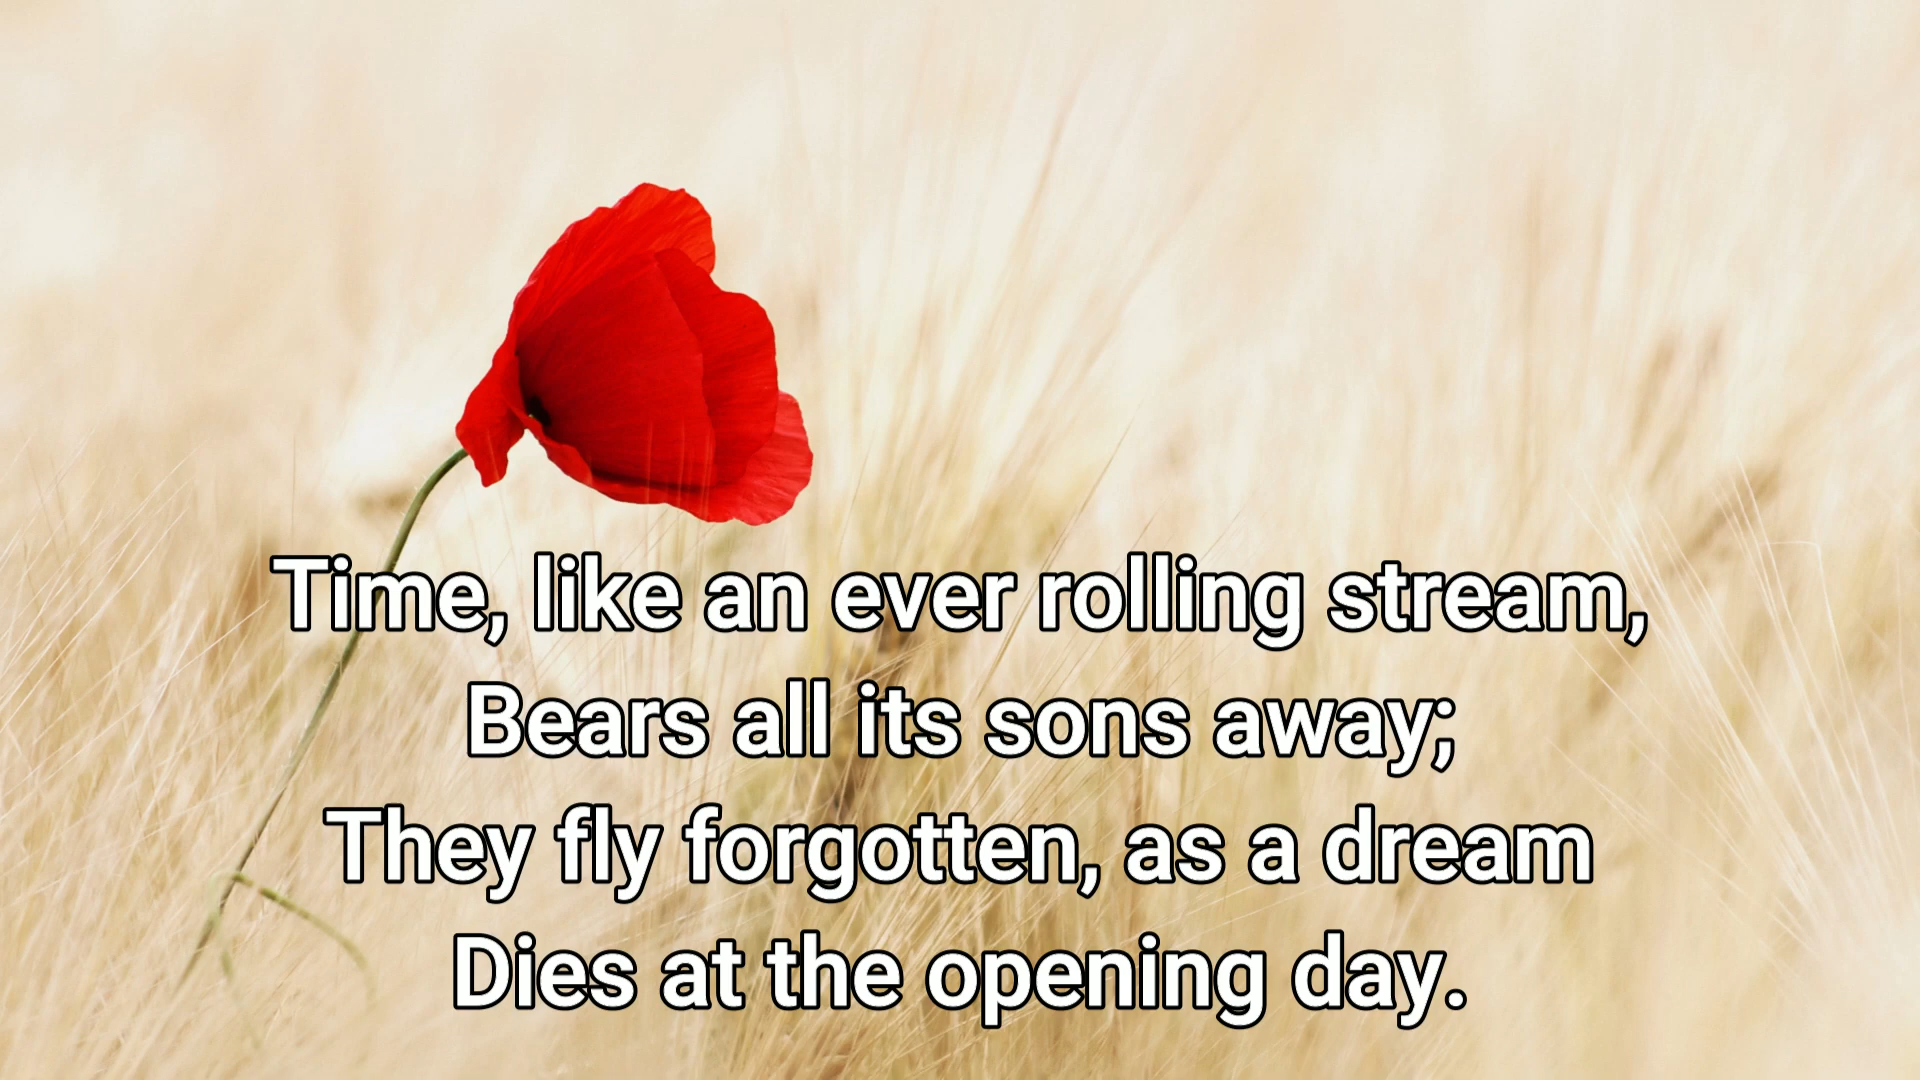 Time, like an ever rolling stream,
Bears all its sons away;
They fly forgotten, as a dream
Dies at the opening day.